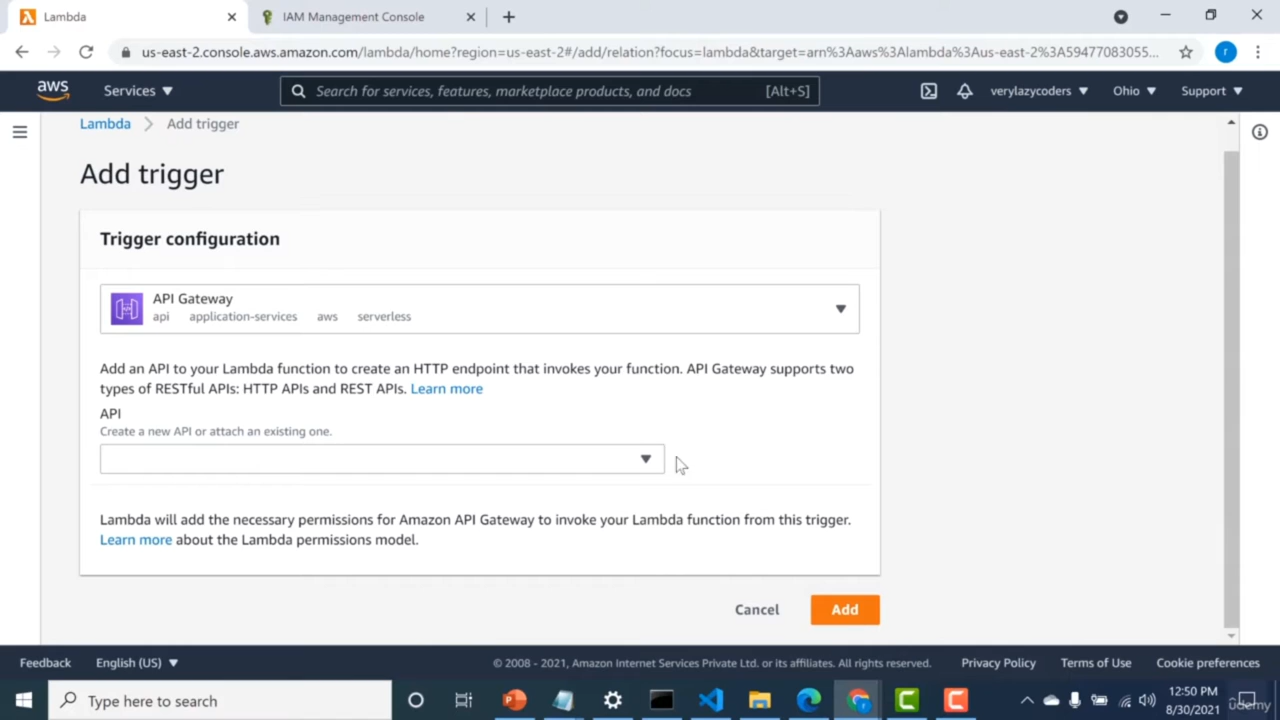 Lambda
IAM Management Console
us-east-2.console.aws.amazon.com/lambda/home?region=us-east-2#/add/relation?focus=lambda&target=arn%3Aaws%3Alambda%3Aus-east-2%3A59477083055...
r
aws
Services
Search for services, features, marketplace products, and docs
[Alt+S]
verylazycoders
Ohio
Support
Lambda
Add trigger
Add trigger
Trigger configuration
API Gateway
api application-services aws serverless
Add an API to your Lambda function to create an HTTP endpoint that invokes your function. API Gateway supports two
types of RESTful APIs: HTTP APIs and REST APIs. Learn more
API
Create a new API or attach an existing one.
Lambda will add the necessary permissions for Amazon API Gateway to invoke your Lambda function from this trigger.
Learn more about the Lambda permissions model.
Cancel
Add
Feedback
English (US)
© 2008 - 2021, Amazon Internet Services Private Ltd. or its affiliates. All rights reserved.
Privacy Policy
Terms of Use
Cookie preferences
Type here to search
12:50 PM
8/30/2021
udemy